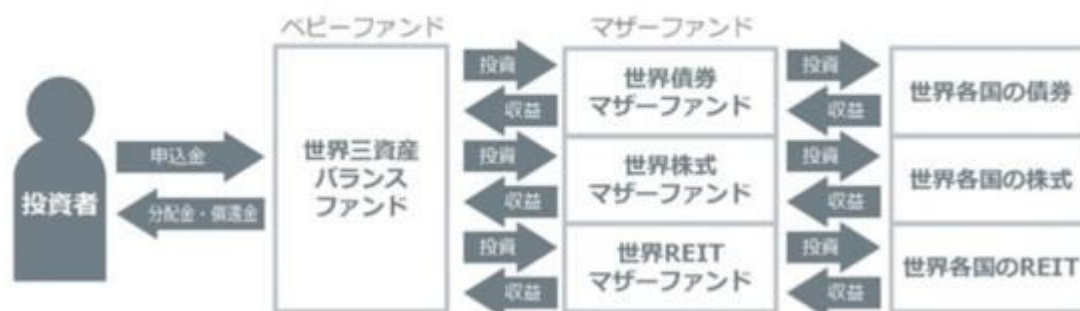 ベビーファンド
マザーファンド
投資者
申込金
分配金・償還金
世界三資産
バランス
ファンド
投資
収益
投資
収益
投資
収益
世界債券
マザーファンド
世界株式
マザーファンド
世界REIT
マザーファンド
投資
収益
投資
収益
投資
収益
世界各国の債券
世界各国の株式
世界各国のREIT